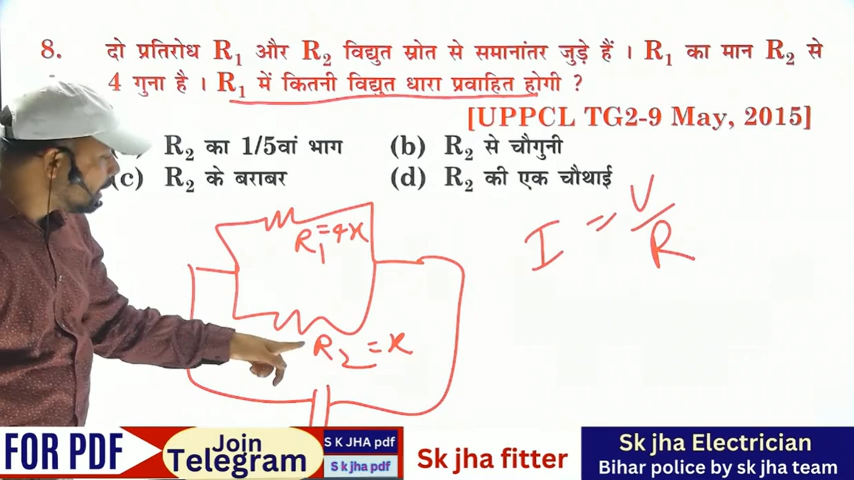 8. दो प्रतिरोध R₁ और R₂ विद्युत स्रोत से समानांतर जुड़े हैं । R₁ का मान R₂ से
4 गुना है । R₁ में कितनी विद्युत धारा प्रवाहित होगी ?
[UPPCL TG2-9 May, 2015]
R₂ का 1/5वां भाग (b) R₂ से चौगुनी
(c) R₂ के बराबर (d) R₂ की एक चौथाई
I = V/R
R₁=4x
R₂=x
FOR PDF
Join
Telegram
S K JHA pdf
S k jha pdf
Sk jha fitter
Sk jha Electrician
Bihar police by sk jha team